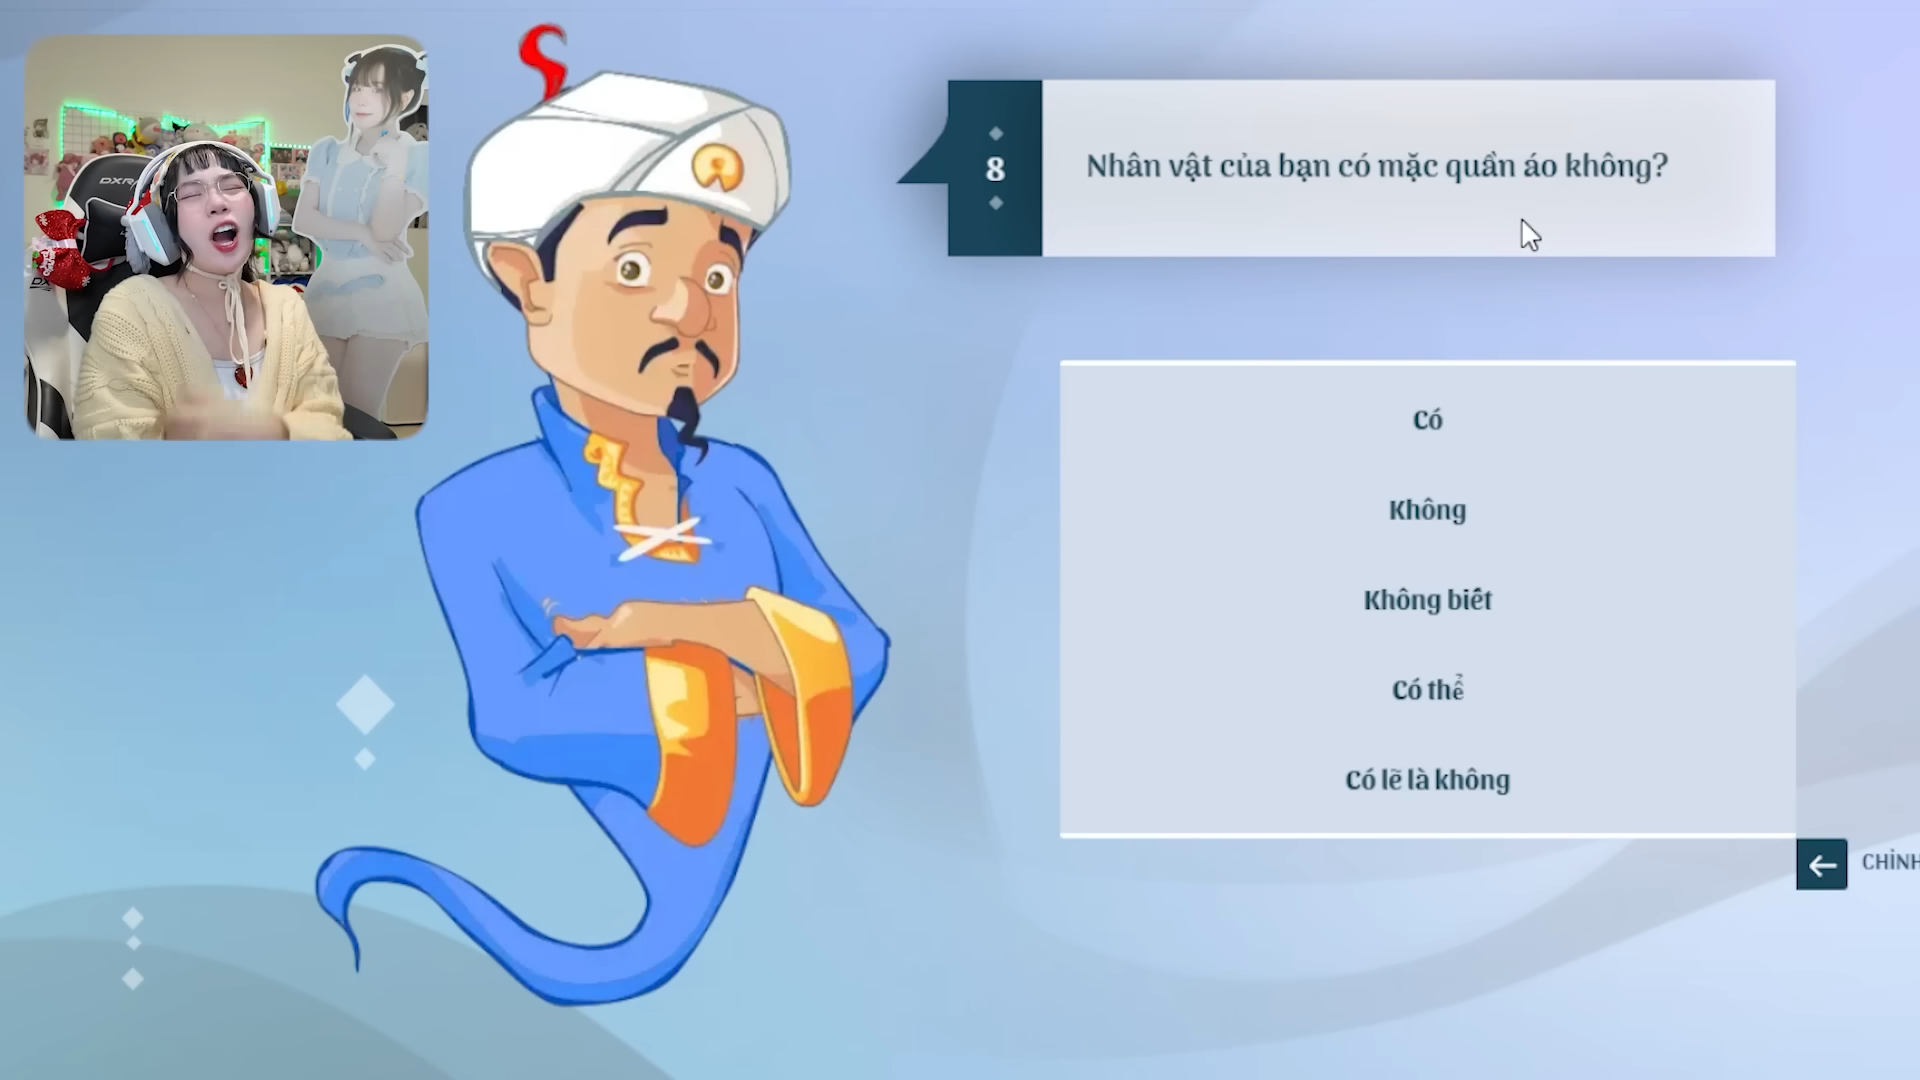 8
Nhân vật của bạn có mặc quần áo không?
Có
Không
Không biết
Có thể
Có lẽ là không
CHỈNH
DXR